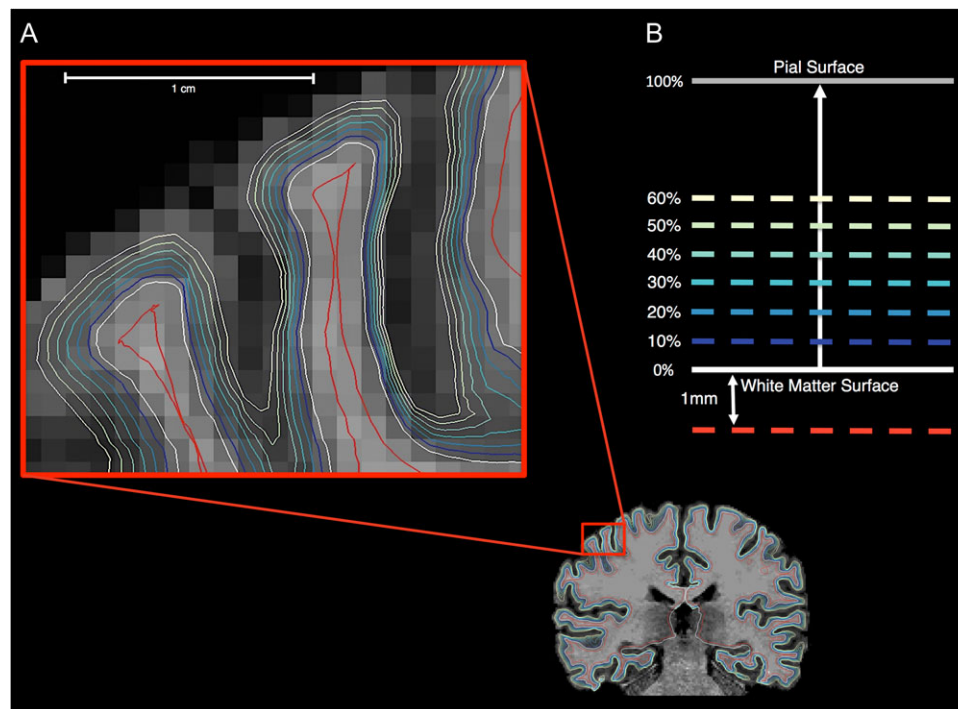 A
1 cm
B
Pial Surface
100%
60%
50%
40%
30%
20%
10%
0%
White Matter Surface
1mm